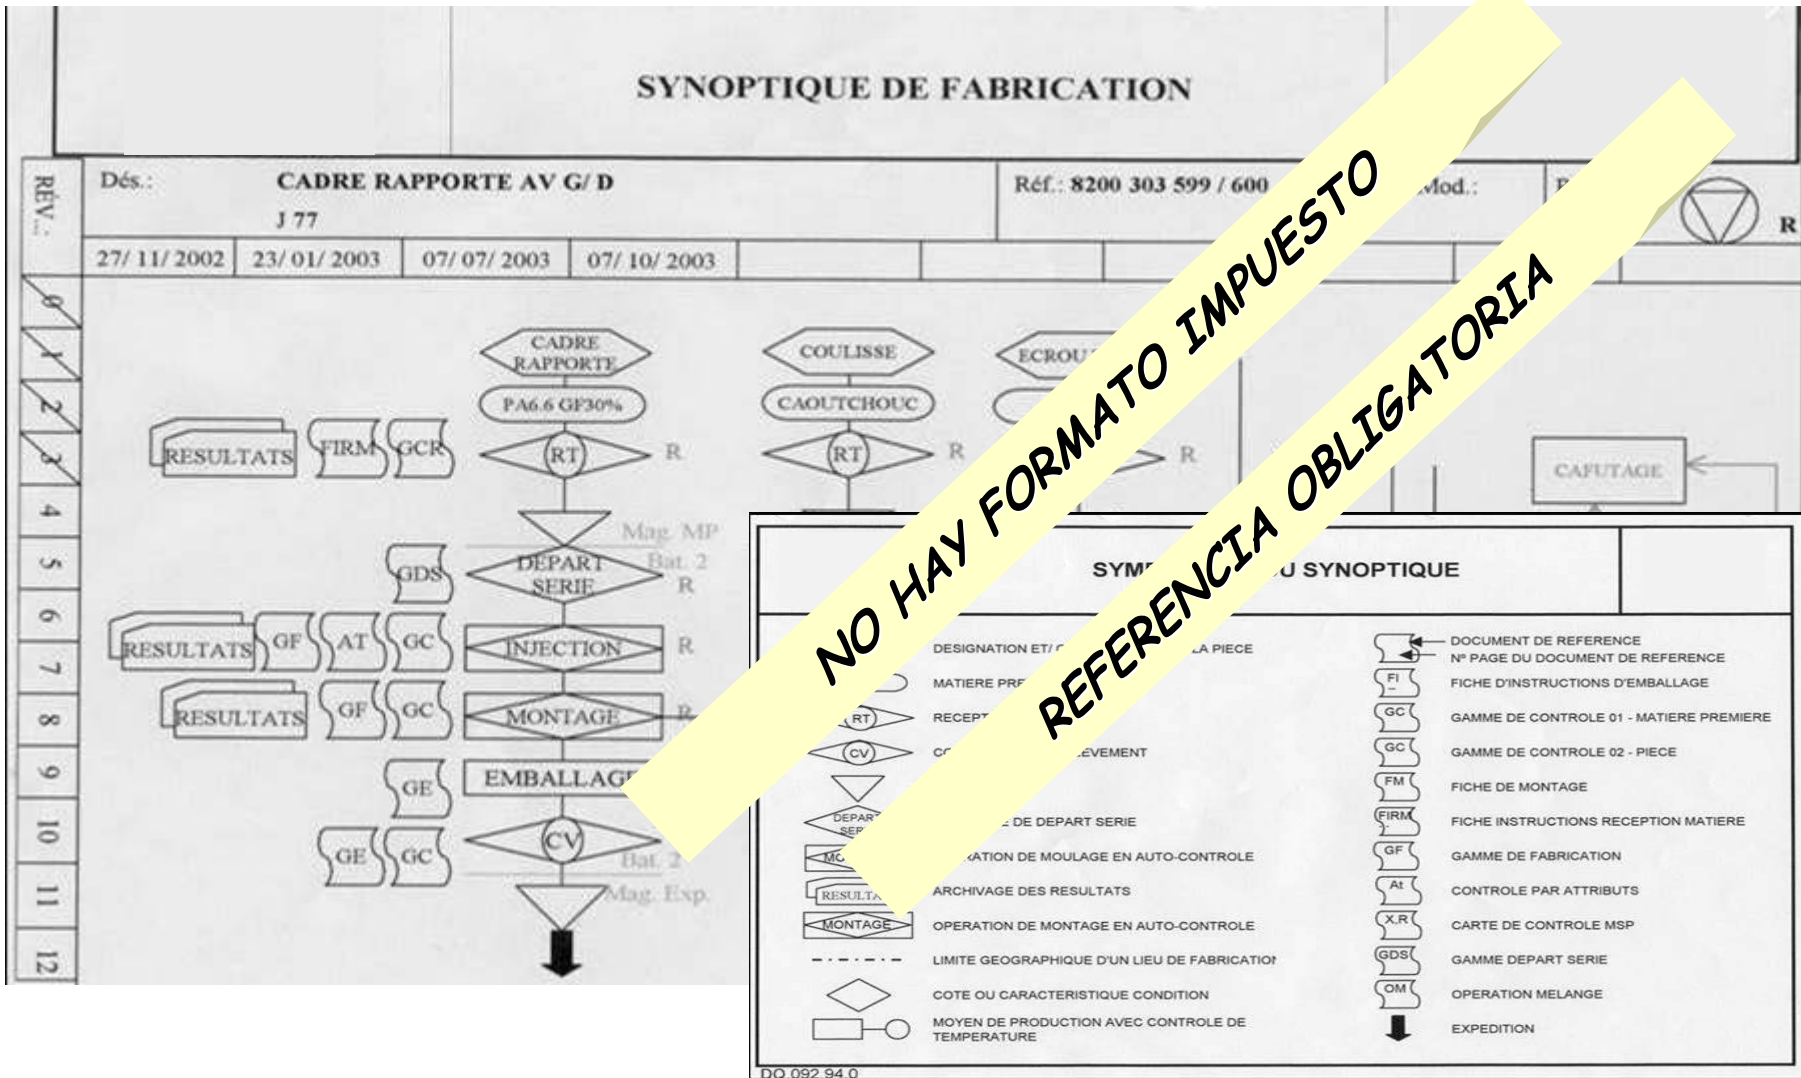 SYNOPTIQUE DE FABRICATION
RÉV..:
Dés.: CADRE RAPPORTE AV G/ D
J 77
Réf.: 8200 303 599 / 600
Mod.:
R
27/ 11/ 2002 23/ 01/ 2003 07/ 07/ 2003 07/ 10/ 2003
0
1
2
3
4
5
6
7
8
9
10
11
12
CADRE
RAPPORTE
COULISSE
ECROU
PA6.6 GF30%
CAOUTCHOUC
RESULTATS FIRM GCR RT R
RT R
R
CAFUTAGE
Mag. MP
Bat. 2
GDS DEPART
SERIE R
RESULTATS GF AT GC INJECTION R
RESULTATS GF GC MONTAGE R
GE EMBALLAGE
GE GC CV
Bat. 2
Mag. Exp.
NO HAY FORMATO IMPUESTO
REFERENCIA OBLIGATORIA
SYNOPTIQUE
DESIGNATION ET/ LA PIECE
MATIERE
RT
CV
DEPART
DE DEPART SERIE
MOULAGE EN AUTO-CONTROLE
ARCHIVAGE DES RESULTATS
MONTAGE OPERATION DE MONTAGE EN AUTO-CONTROLE
LIMITE GEOGRAPHIQUE D'UN LIEU DE FABRICATION
COTE OU CARACTERISTIQUE CONDITION
MOYEN DE PRODUCTION AVEC CONTROLE DE
TEMPERATURE
DOCUMENT DE REFERENCE
Nº PAGE DU DOCUMENT DE REFERENCE
FI FICHE D'INSTRUCTIONS D'EMBALLAGE
GC GAMME DE CONTROLE 01 - MATIERE PREMIERE
GC GAMME DE CONTROLE 02 - PIECE
FM FICHE DE MONTAGE
FIRM FICHE INSTRUCTIONS RECEPTION MATIERE
GF GAMME DE FABRICATION
At CONTROLE PAR ATTRIBUTS
X.R CARTE DE CONTROLE MSP
GDS GAMME DEPART SERIE
OM OPERATION MELANGE
EXPEDITION
DQ 092.94.0